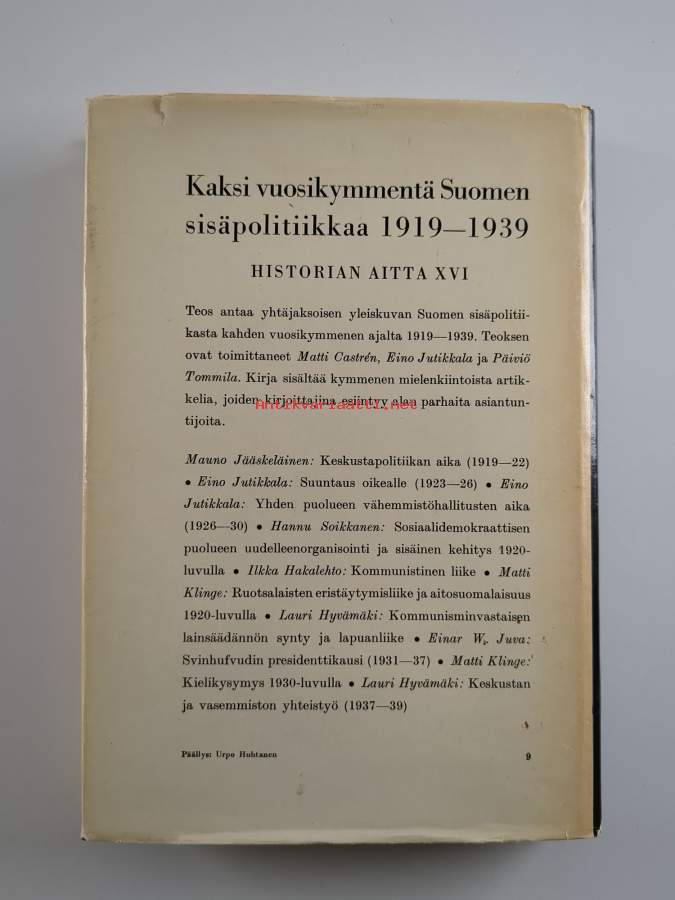 Kaksi vuosikymmentä Suomen
sisäpolitiikkaa 1919—1939
HISTORIAN AITTA XVI
Teos antaa yhtäjaksoisen yleiskuvan Suomen sisäpolitii-
kasta kahden vuosikymmenen ajalta 1919—1939. Teoksen
ovat toimittaneet Matti Castrén, Eino Jutikkala ja Päiviö
Tommila. Kirja sisältää kymmenen mielenkiintoista artik-
kelia, joiden kirjoittajina esiintyy alan parhaita asiantun-
Antikvariaatti.net
tijoita.
Mauno Jääskeläinen: Keskustapolitiikan aika (1919—22)
• Eino Jutikkala: Suuntaus oikealle (1923—26) • Eino
Jutikkala: Yhden puolueen vähemmistöhallitusten aika
(1926—30) • Hannu Soikkanen: Sosiaalidemokraattisen
puolueen uudelleenorganisointi ja sisäinen kehitys 1920-
luvulla • Ilkka Hakalehto: Kommunistinen liike • Matti
Klinge: Ruotsalaisten eristäytymisliike ja aitosuomalaisuus
1920-luvulla • Lauri Hyvämäki: Kommunisminvastaisen
lainsäädännön synty ja lapuanliike • Einar W. Juva:
Svinhufvudin presidenttikausi (1931—37) • Matti Klinge:
Kielikysymys 1930-luvulla • Lauri Hyvämäki: Keskustan
ja vasemmiston yhteistyö (1937—39)
Päällys: Urpo Huhtanen 9